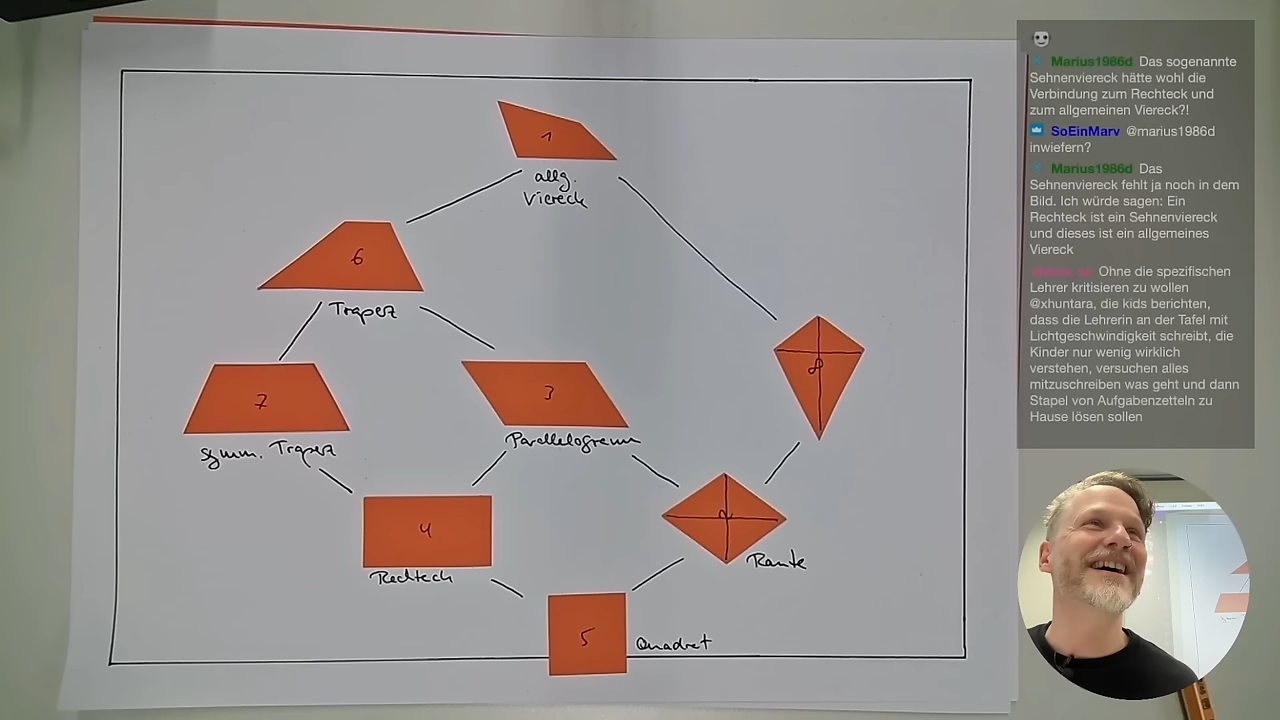 1
allg.
Viereck
6
Trapez
7
symm. Trapez
3
Parallelogramm
8
4
Rechteck
2
Raute
5
Quadrat
Marius1986d Das sogenannte
Sehnenviereck hätte wohl die
Verbindung zum Rechteck und
zum allgemeinen Viereck?!
SoEinMarv @marius1986d
inwiefern?
Marius1986d Das
Sehnenviereck fehlt ja noch in dem
Bild. Ich würde sagen: Ein
Rechteck ist ein Sehnenviereck
und dieses ist ein allgemeines
Viereck
Ohne die spezifischen
Lehrer kritisieren zu wollen
@xhuntara, die kids berichten,
dass die Lehrerin an der Tafel mit
Lichtgeschwindigkeit schreibt, die
Kinder nur wenig wirklich
verstehen, versuchen alles
mitzuschreiben was geht und dann
Stapel von Aufgabenzetteln zu
Hause lösen sollen